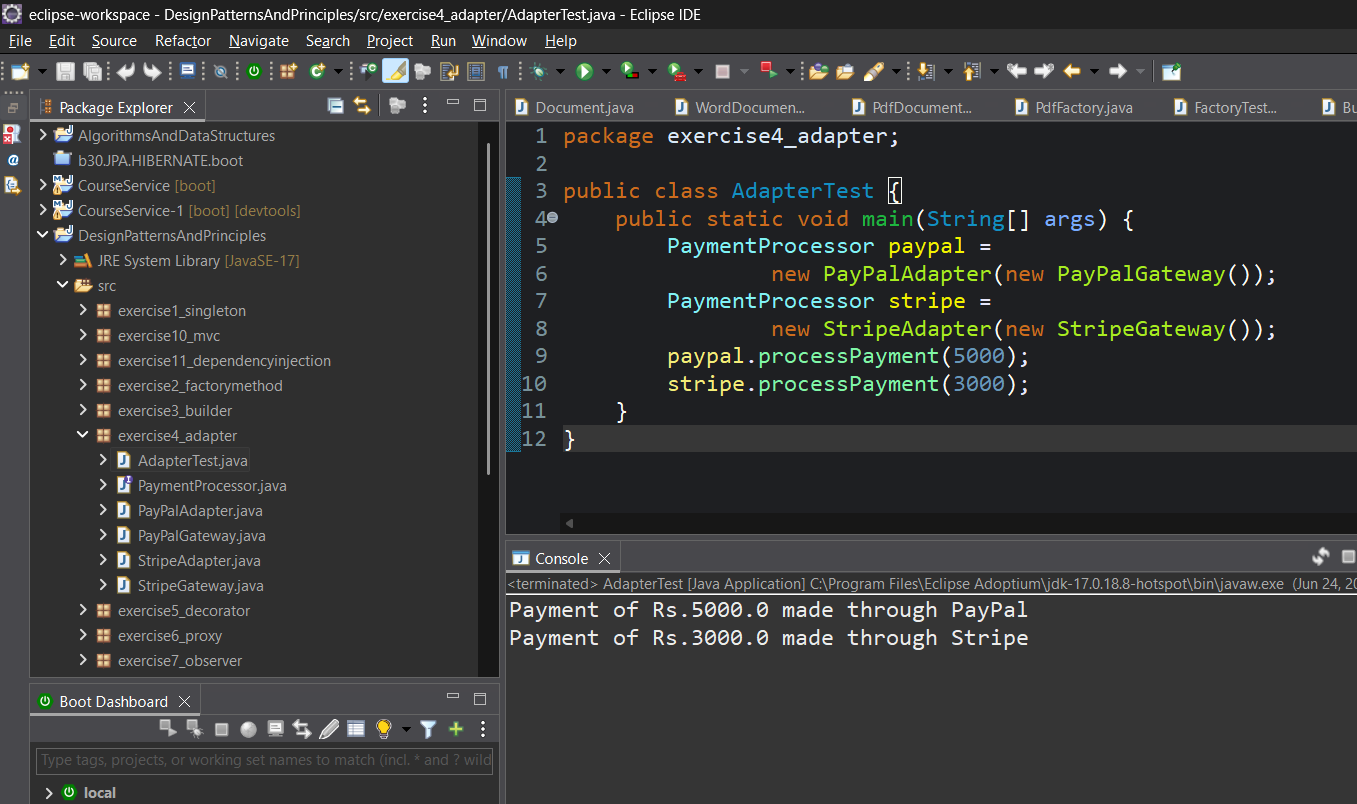 eclipse-workspace - DesignPatternsAndPrinciples/src/exercise4_adapter/AdapterTest.java - Eclipse IDE
File Edit Source Refactor Navigate Search Project Run Window Help
Package Explorer
AlgorithmsAndDataStructures
b30.JPA.HIBERNATE.boot
CourseService [boot]
CourseService-1 [boot] [devtools]
DesignPatternsAndPrinciples
JRE System Library [JavaSE-17]
src
exercise1_singleton
exercise10_mvc
exercise11_dependencyinjection
exercise2_factorymethod
exercise3_builder
exercise4_adapter
AdapterTest.java
PaymentProcessor.java
PayPalAdapter.java
PayPalGateway.java
StripeAdapter.java
StripeGateway.java
exercise5_decorator
exercise6_proxy
exercise7_observer
Boot Dashboard
Type tags, projects, or working set names to match (incl. * and ? wild
local
Document.java WordDocumen... PdfDocument... PdfFactory.java FactoryTest... Bu
1 package exercise4_adapter;
2
3 public class AdapterTest {
4 public static void main(String[] args) {
5 PaymentProcessor paypal =
6 new PayPalAdapter(new PayPalGateway());
7 PaymentProcessor stripe =
8 new StripeAdapter(new StripeGateway());
9 paypal.processPayment(5000);
10 stripe.processPayment(3000);
11 }
12 }
Console
<terminated> AdapterTest [Java Application] C:\Program Files\Eclipse Adoptium\jdk-17.0.18.8-hotspot\bin\javaw.exe (Jun 24, 20
Payment of Rs.5000.0 made through PayPal
Payment of Rs.3000.0 made through Stripe